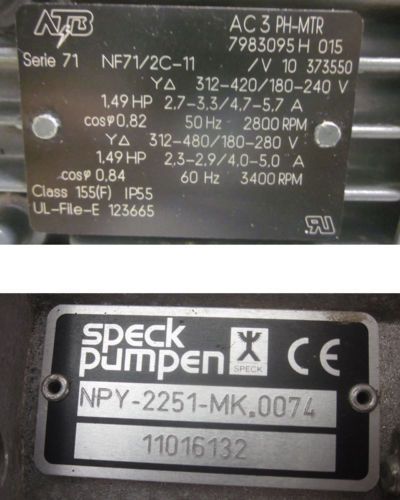 ATB
AC 3 PH-MTR
7983095 H 015
Serie 71 NF71/2C-11 /V 10 373550
Y∆ 312-420/180-240 V
1,49 HP 2,7-3,3/4,7-5,7 A
cosφ 0,82 50 Hz 2800 RPM
Y∆ 312-480/180-280 V
1,49 HP 2,3-2,9/4,0-5,0 A
cosφ 0,84 60 Hz 3400 RPM
Class 155(F) IP55
UL-File-E 123665
speck
pumpen
SPECK
CE
NPY-2251-MK.0074
11016132